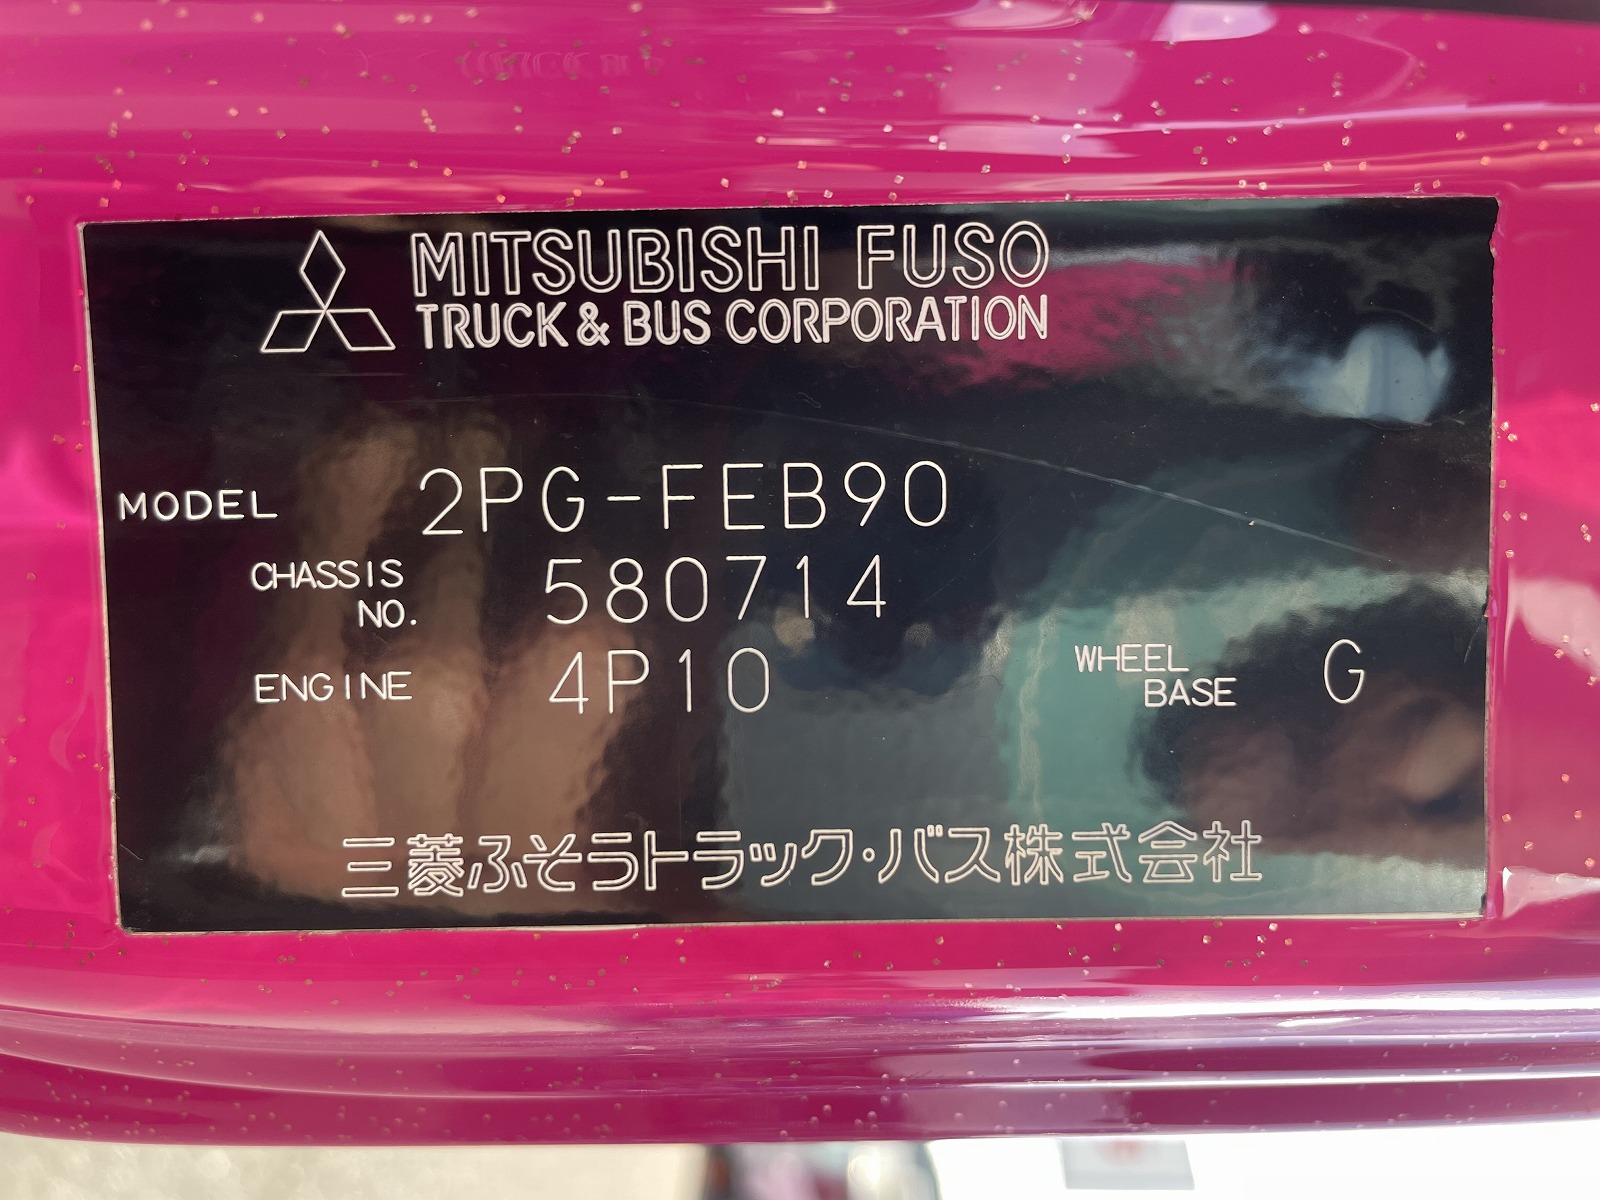 MITSUBISHI FUSO
TRUCK & BUS CORPORATION
MODEL 2PG-FEB90
CHASSIS NO. 580714
ENGINE 4P10
WHEEL BASE G
三菱ふそうトラック・バス株式会社